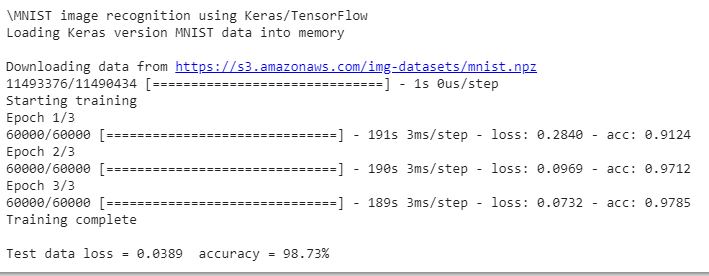 \MNIST image recognition using Keras/TensorFlow
Loading Keras version MNIST data into memory
Downloading data from https://s3.amazonaws.com/img-datasets/mnist.npz
11493376/11490434 [==============================] - 1s 0us/step
Starting training
Epoch 1/3
60000/60000 [==============================] - 191s 3ms/step - loss: 0.2840 - acc: 0.9124
Epoch 2/3
60000/60000 [==============================] - 190s 3ms/step - loss: 0.0969 - acc: 0.9712
Epoch 3/3
60000/60000 [==============================] - 189s 3ms/step - loss: 0.0732 - acc: 0.9785
Training complete
Test data loss = 0.0389  accuracy = 98.73%